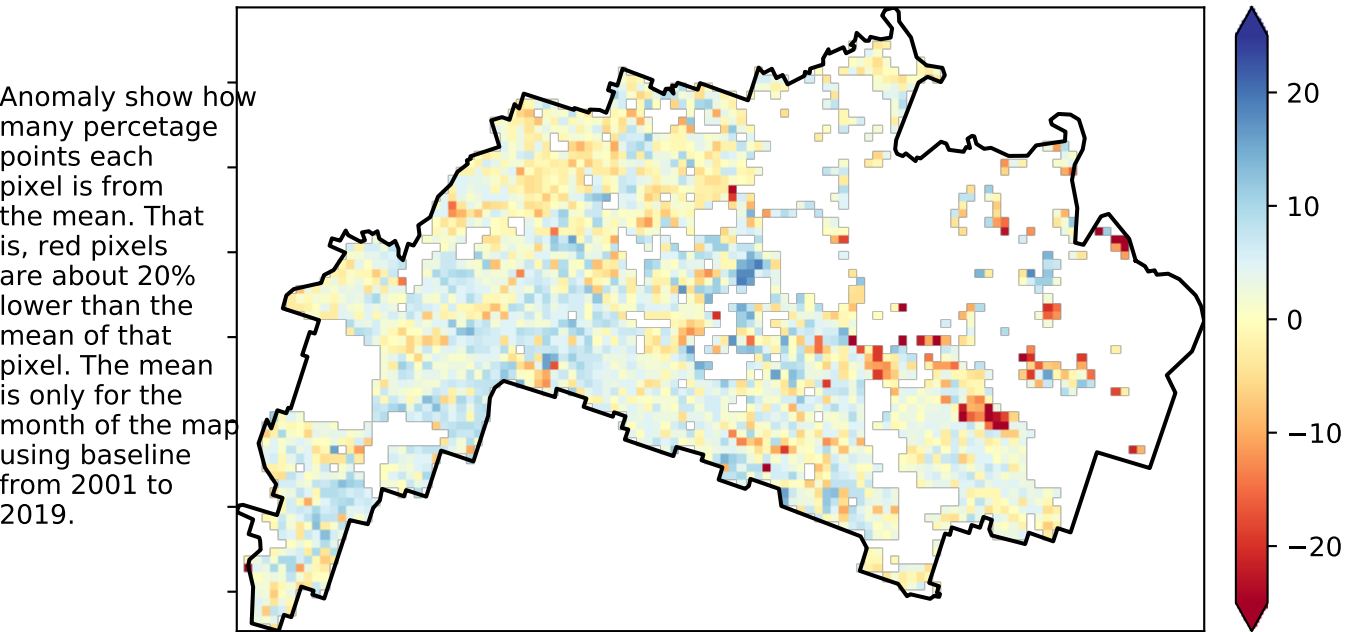 Anomaly show how
many percetage
points each
pixel is from
the mean. That
is, red pixels
are about 20%
lower than the
mean of that
pixel. The mean
is only for the
month of the map
using baseline
from 2001 to
2019.
20
10
0
−10
−20